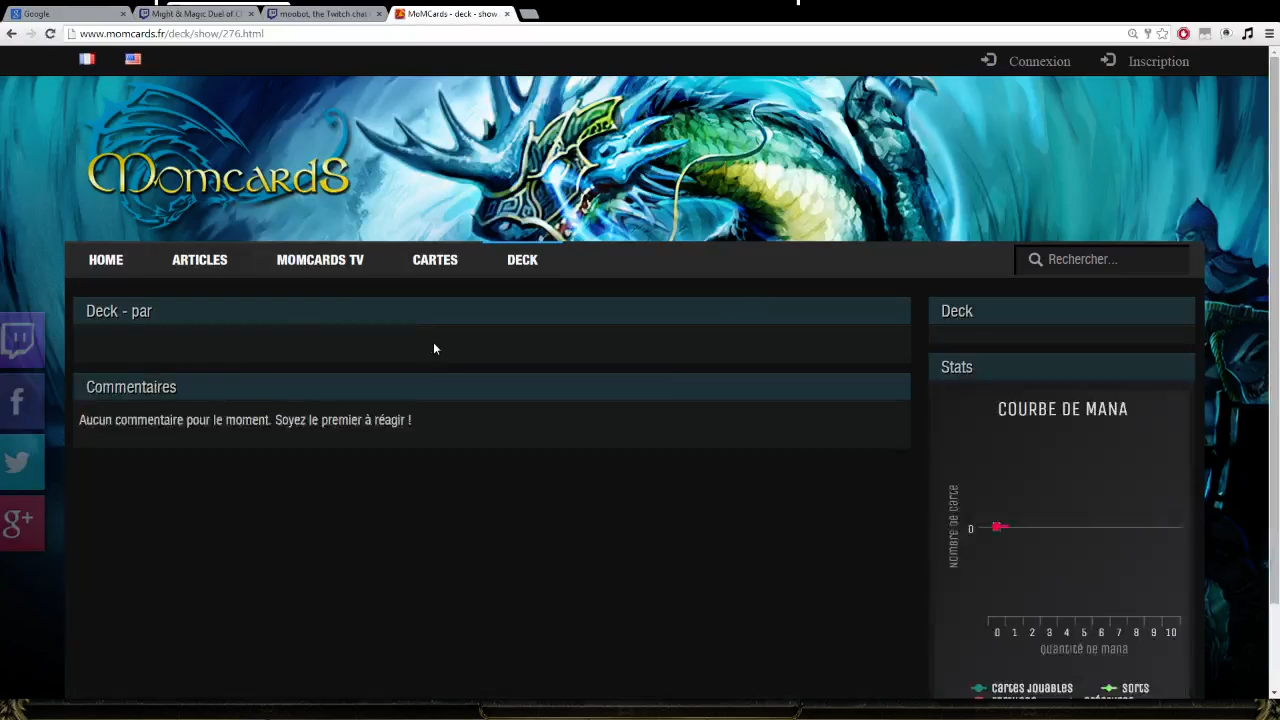 Google
Might & Magic Duel of C
moobot, the Twitch chat
MoMCards - deck - show
www.momcards.fr/deck/show/276.html
Connexion
Inscription
MOMCARDS
HOME
ARTICLES
MOMCARDS TV
CARTES
DECK
Rechercher...
Deck - par
Deck
Stats
Commentaires
Aucun commentaire pour le moment. Soyez le premier à réagir !
COURBE DE MANA
Nombre de carte
0
0 1 2 3 4 5 6 7 8 9 10
Quantité de mana
Cartes jouables
Sorts
g+